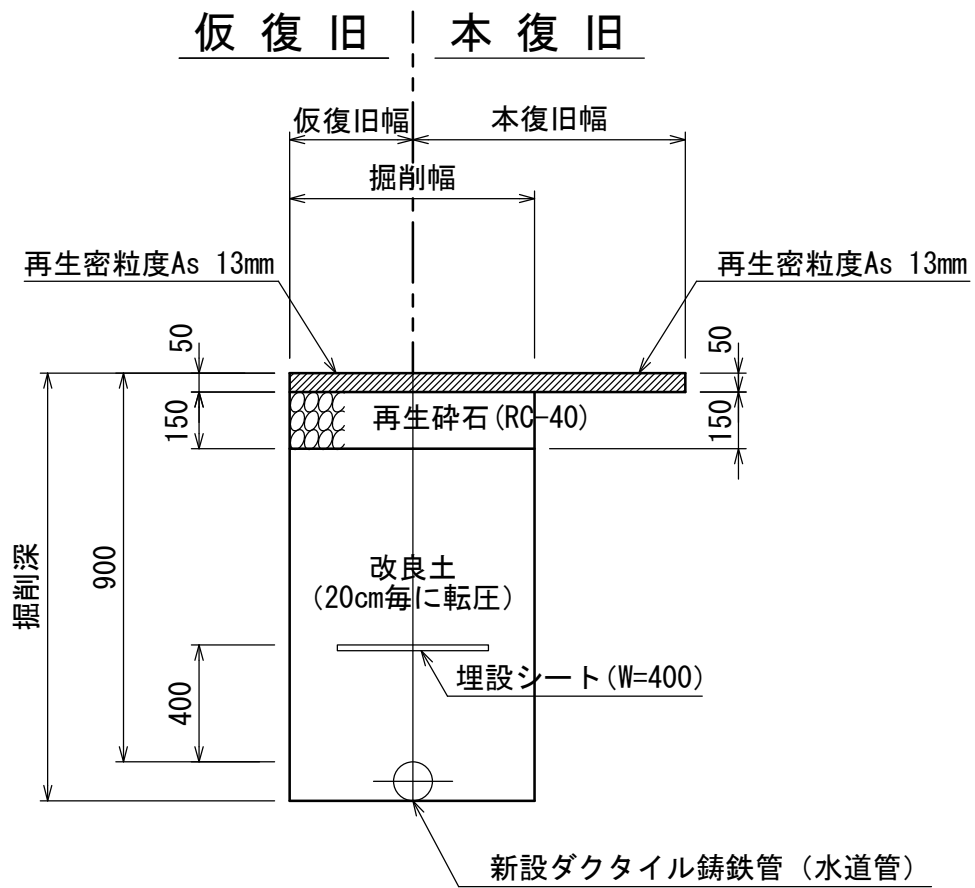 仮復旧 本復旧
仮復旧幅 本復旧幅
掘削幅
再生密粒度As 13mm 再生密粒度As 13mm
50 50
再生砕石(RC-40)
150 150
改良土
(20cm毎に転圧)
掘削深 900
埋設シート(W=400)
400
新設ダクタイル鋳鉄管（水道管）